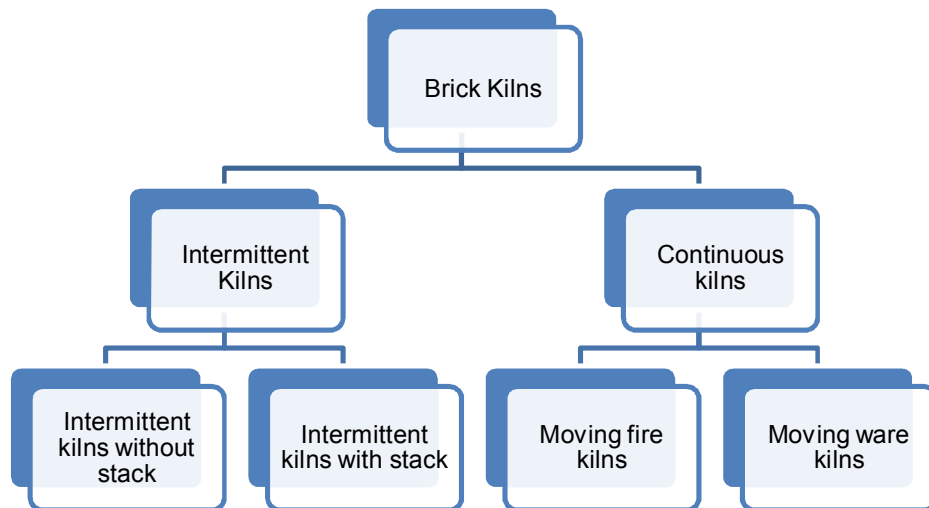 Brick Kilns
Intermittent
Kilns
Continuous
kilns
Intermittent
kilns without
stack
Intermittent
kilns with stack
Moving fire
kilns
Moving ware
kilns